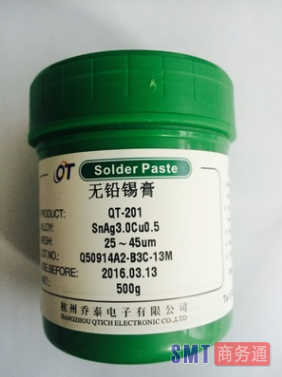 QT Solder Paste
无铅锡膏
PRODUCT: QT-201
ALLOY: SnAg3.0Cu0.5
MESH: 25～45um
LOT NO.: Q50914A2-B3C-13M
USE BEFORE: 2016.03.13
500g
杭州乔泰电子有限公司
HANGZHOU QTICH ELECTRONIC CO.,LTD
SMT商务通